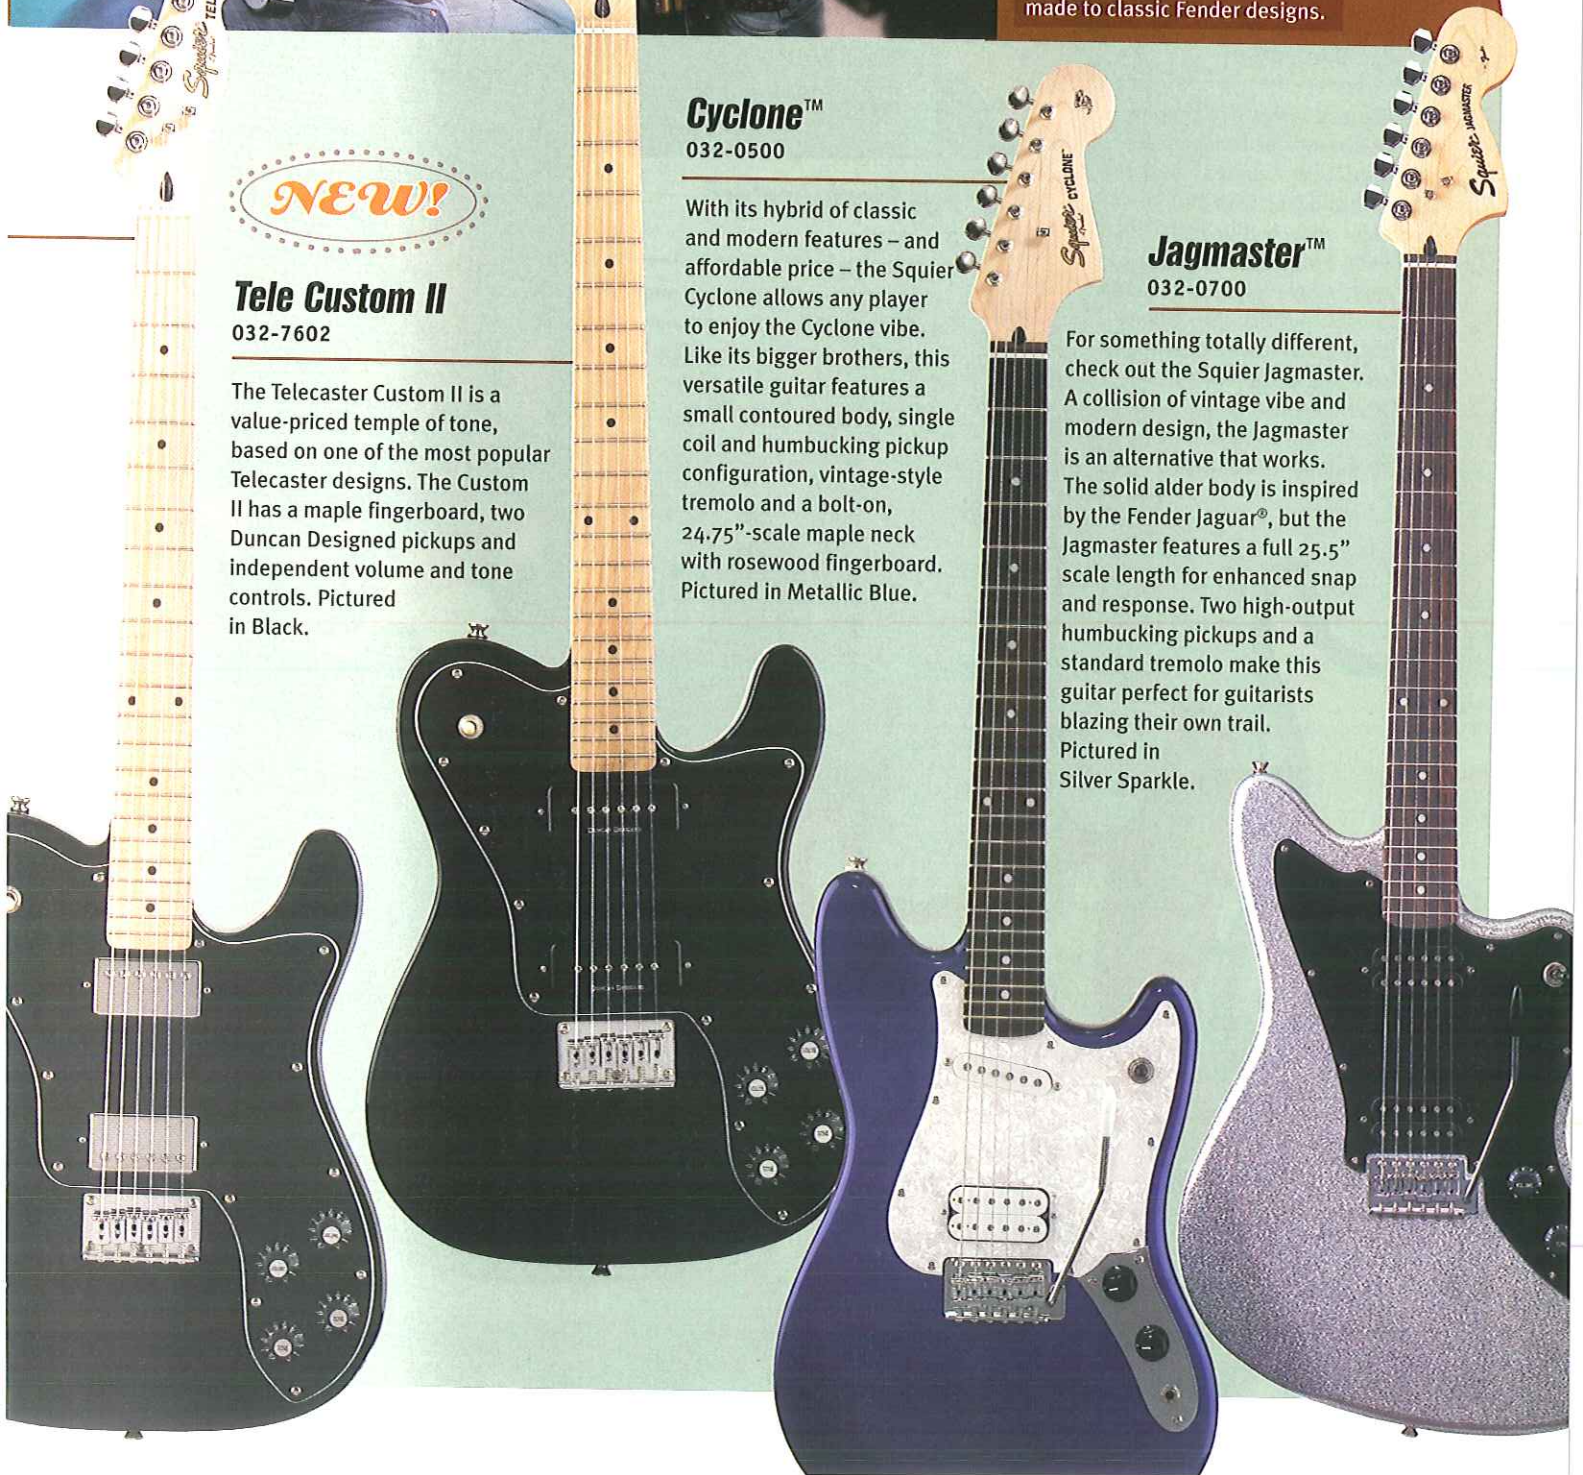 made to classic Fender designs.
Squier TEL
NEW!
Tele Custom II
032-7602
The Telecaster Custom II is a
value-priced temple of tone,
based on one of the most popular
Telecaster designs. The Custom
II has a maple fingerboard, two
Duncan Designed pickups and
independent volume and tone
controls. Pictured
in Black.
Cyclone™
032-0500
With its hybrid of classic
and modern features – and
affordable price – the Squier
Cyclone allows any player
to enjoy the Cyclone vibe.
Like its bigger brothers, this
versatile guitar features a
small contoured body, single
coil and humbucking pickup
configuration, vintage-style
tremolo and a bolt-on,
24.75”-scale maple neck
with rosewood fingerboard.
Pictured in Metallic Blue.
Squier CYCLONE
Jagmaster™
032-0700
For something totally different,
check out the Squier Jagmaster.
A collision of vintage vibe and
modern design, the Jagmaster
is an alternative that works.
The solid alder body is inspired
by the Fender Jaguar®, but the
Jagmaster features a full 25.5”
scale length for enhanced snap
and response. Two high-output
humbucking pickups and a
standard tremolo make this
guitar perfect for guitarists
blazing their own trail.
Pictured in
Silver Sparkle.
Squier JAGMASTER
Duncan Designed
Duncan Designed